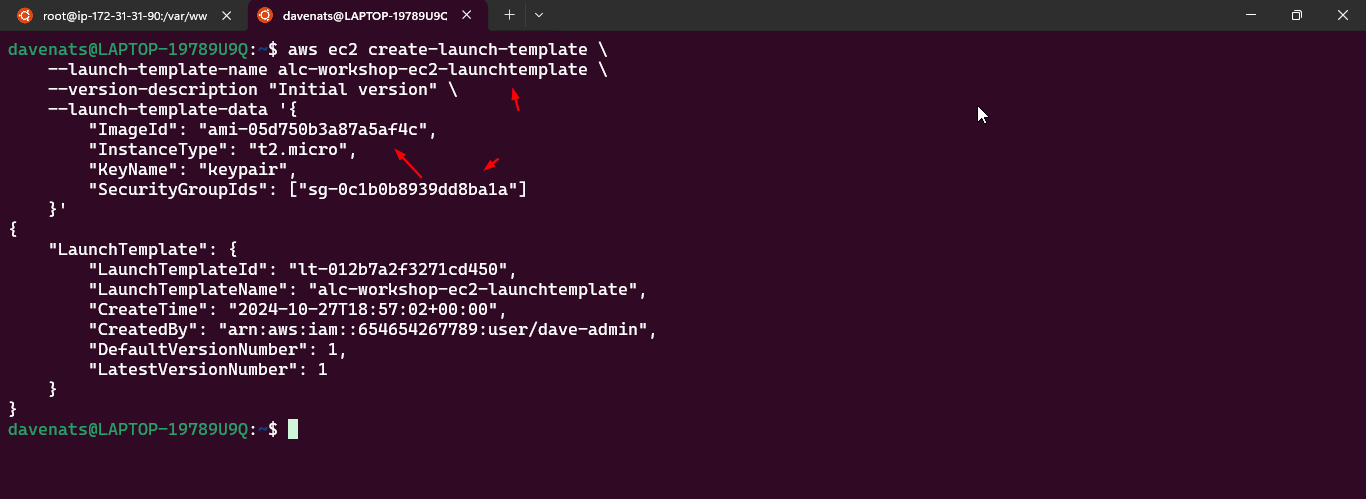 root@ip-172-31-31-90:/var/ww
davenats@LAPTOP-19789U9C
davenats@LAPTOP-19789U9Q:~$ aws ec2 create-launch-template \
    --launch-template-name alc-workshop-ec2-launchtemplate \
    --version-description "Initial version" \
    --launch-template-data '{
        "ImageId": "ami-05d750b3a87a5af4c",
        "InstanceType": "t2.micro",
        "KeyName": "keypair",
        "SecurityGroupIds": ["sg-0c1b0b8939dd8ba1a"]
    }'
{
    "LaunchTemplate": {
        "LaunchTemplateId": "lt-012b7a2f3271cd450",
        "LaunchTemplateName": "alc-workshop-ec2-launchtemplate",
        "CreateTime": "2024-10-27T18:57:02+00:00",
        "CreatedBy": "arn:aws:iam::654654267789:user/dave-admin",
        "DefaultVersionNumber": 1,
        "LatestVersionNumber": 1
    }
}
davenats@LAPTOP-19789U9Q:~$